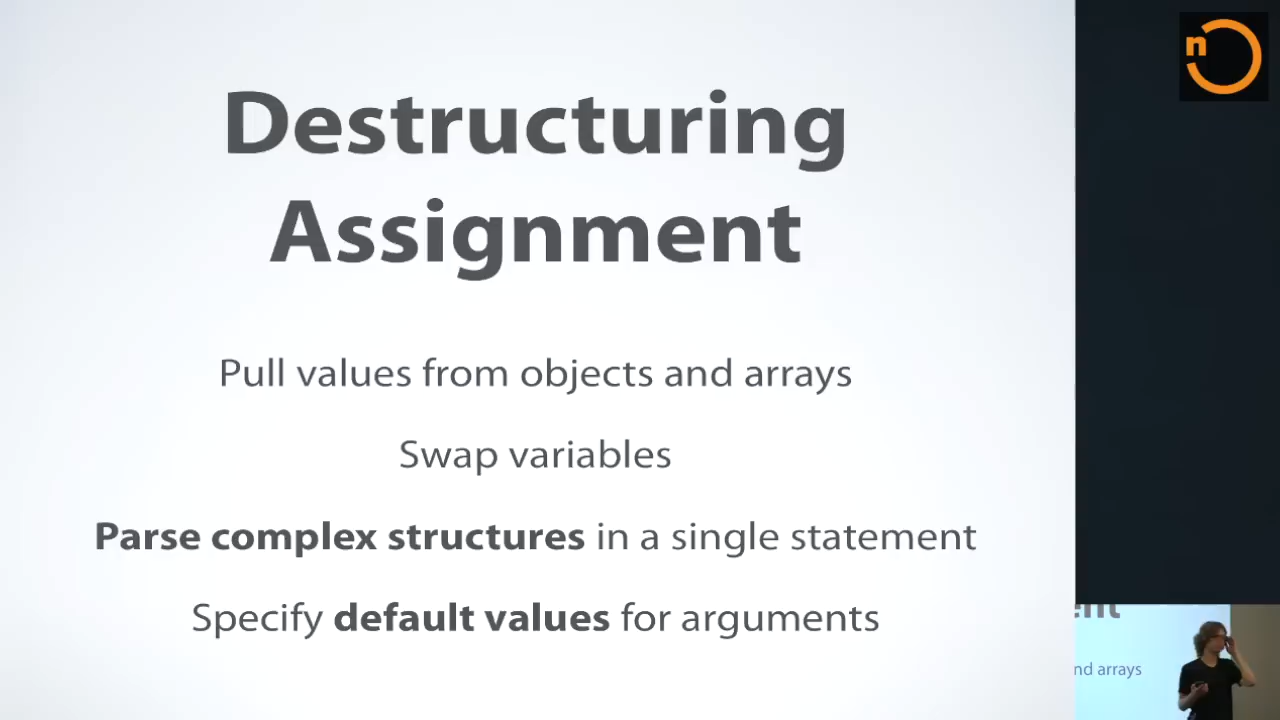 n
Destructuring
Assignment
Pull values from objects and arrays
Swap variables
Parse complex structures in a single statement
Specify default values for arguments
ent
nd arrays